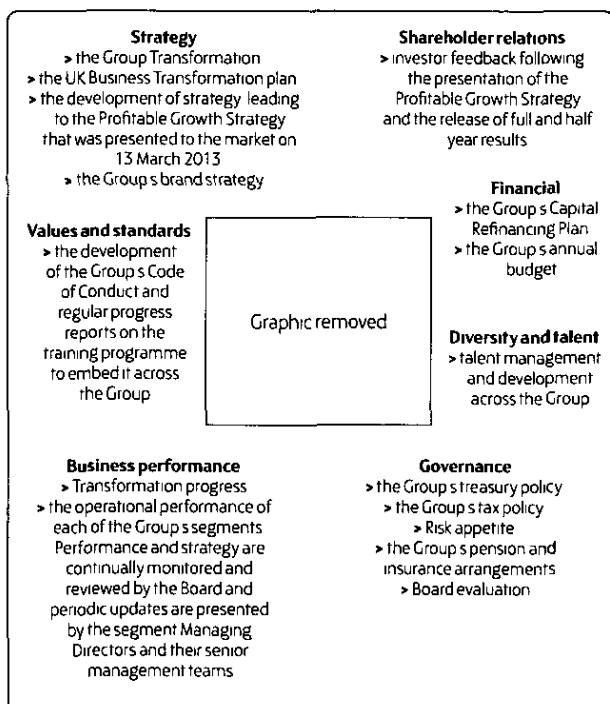 Strategy
> the Group Transformation
> the UK Business Transformation plan
> the development of strategy leading
to the Profitable Growth Strategy
that was presented to the market on
13 March 2013
> the Group s brand strategy
Shareholder relations
> investor feedback following
the presentation of the
Profitable Growth Strategy
and the release of full and half
year results
Financial
> the Group s Capital
Refinancing Plan
> the Group s annual
budget
Values and standards
> the development
of the Group s Code
of Conduct and
regular progress
reports on the
training programme
to embed it across
the Group
Graphic removed
Diversity and talent
> talent management
and development
across the Group
Business performance
> Transformation progress
> the operational performance of
each of the Group s segments
Performance and strategy are
continually monitored and
reviewed by the Board and
periodic updates are presented
by the segment Managing
Directors and their senior
management teams
Governance
> the Group s treasury policy
> the Group s tax policy
> Risk appetite
> the Group s pension and
insurance arrangements
> Board evaluation